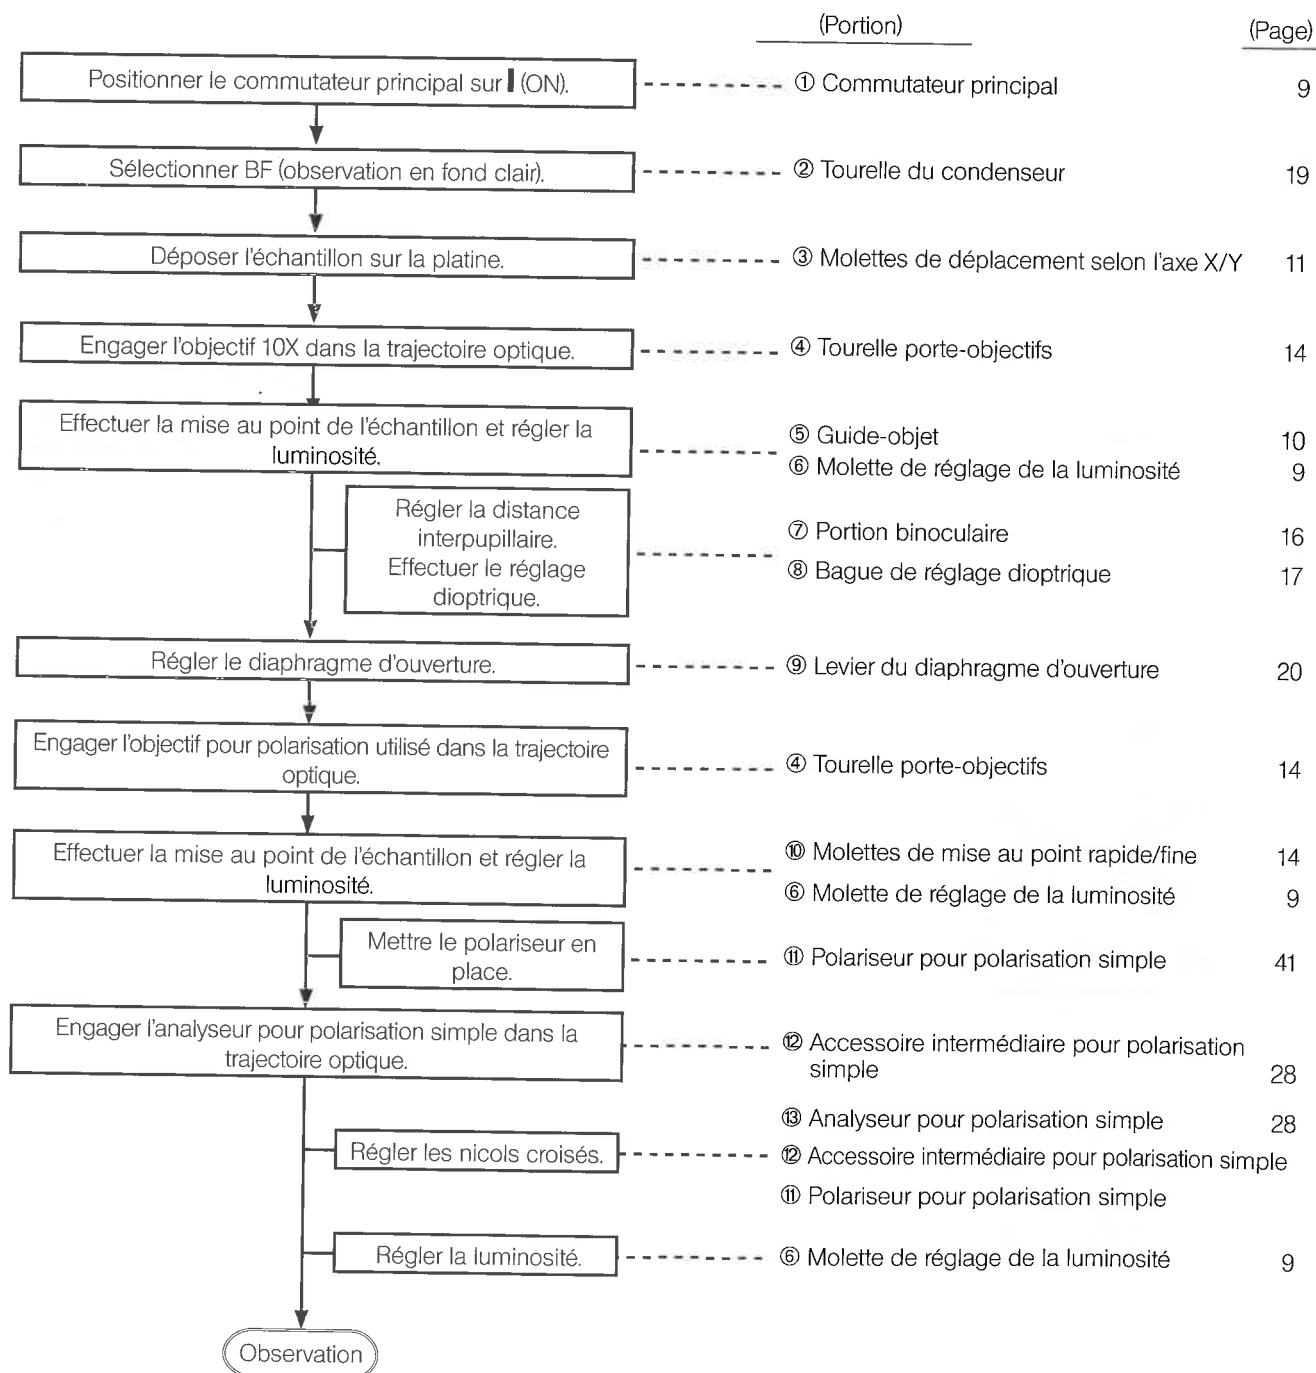 (Portion) (Page)
Positionner le commutateur principal sur I (ON). ① Commutateur principal 9
Sélectionner BF (observation en fond clair). ② Tourelle du condenseur 19
Déposer l'échantillon sur la platine. ③ Molettes de déplacement selon l'axe X/Y 11
Engager l'objectif 10X dans la trajectoire optique. ④ Tourelle porte-objectifs 14
Effectuer la mise au point de l'échantillon et régler la
luminosité.
⑤ Guide-objet 10
⑥ Molette de réglage de la luminosité 9
Régler la distance
interpupillaire.
Effectuer le réglage
dioptrique.
⑦ Portion binoculaire 16
⑧ Bague de réglage dioptrique 17
Régler le diaphragme d'ouverture. ⑨ Levier du diaphragme d'ouverture 20
Engager l'objectif pour polarisation utilisé dans la trajectoire
optique.
④ Tourelle porte-objectifs 14
Effectuer la mise au point de l'échantillon et régler la
luminosité.
⑩ Molettes de mise au point rapide/fine 14
⑥ Molette de réglage de la luminosité 9
Mettre le polariseur en
place.
⑪ Polariseur pour polarisation simple 41
Engager l'analyseur pour polarisation simple dans la
trajectoire optique.
⑫ Accessoire intermédiaire pour polarisation
simple 28
⑬ Analyseur pour polarisation simple 28
Régler les nicols croisés. ⑫ Accessoire intermédiaire pour polarisation simple
⑪ Polariseur pour polarisation simple
Régler la luminosité. ⑥ Molette de réglage de la luminosité 9
Observation